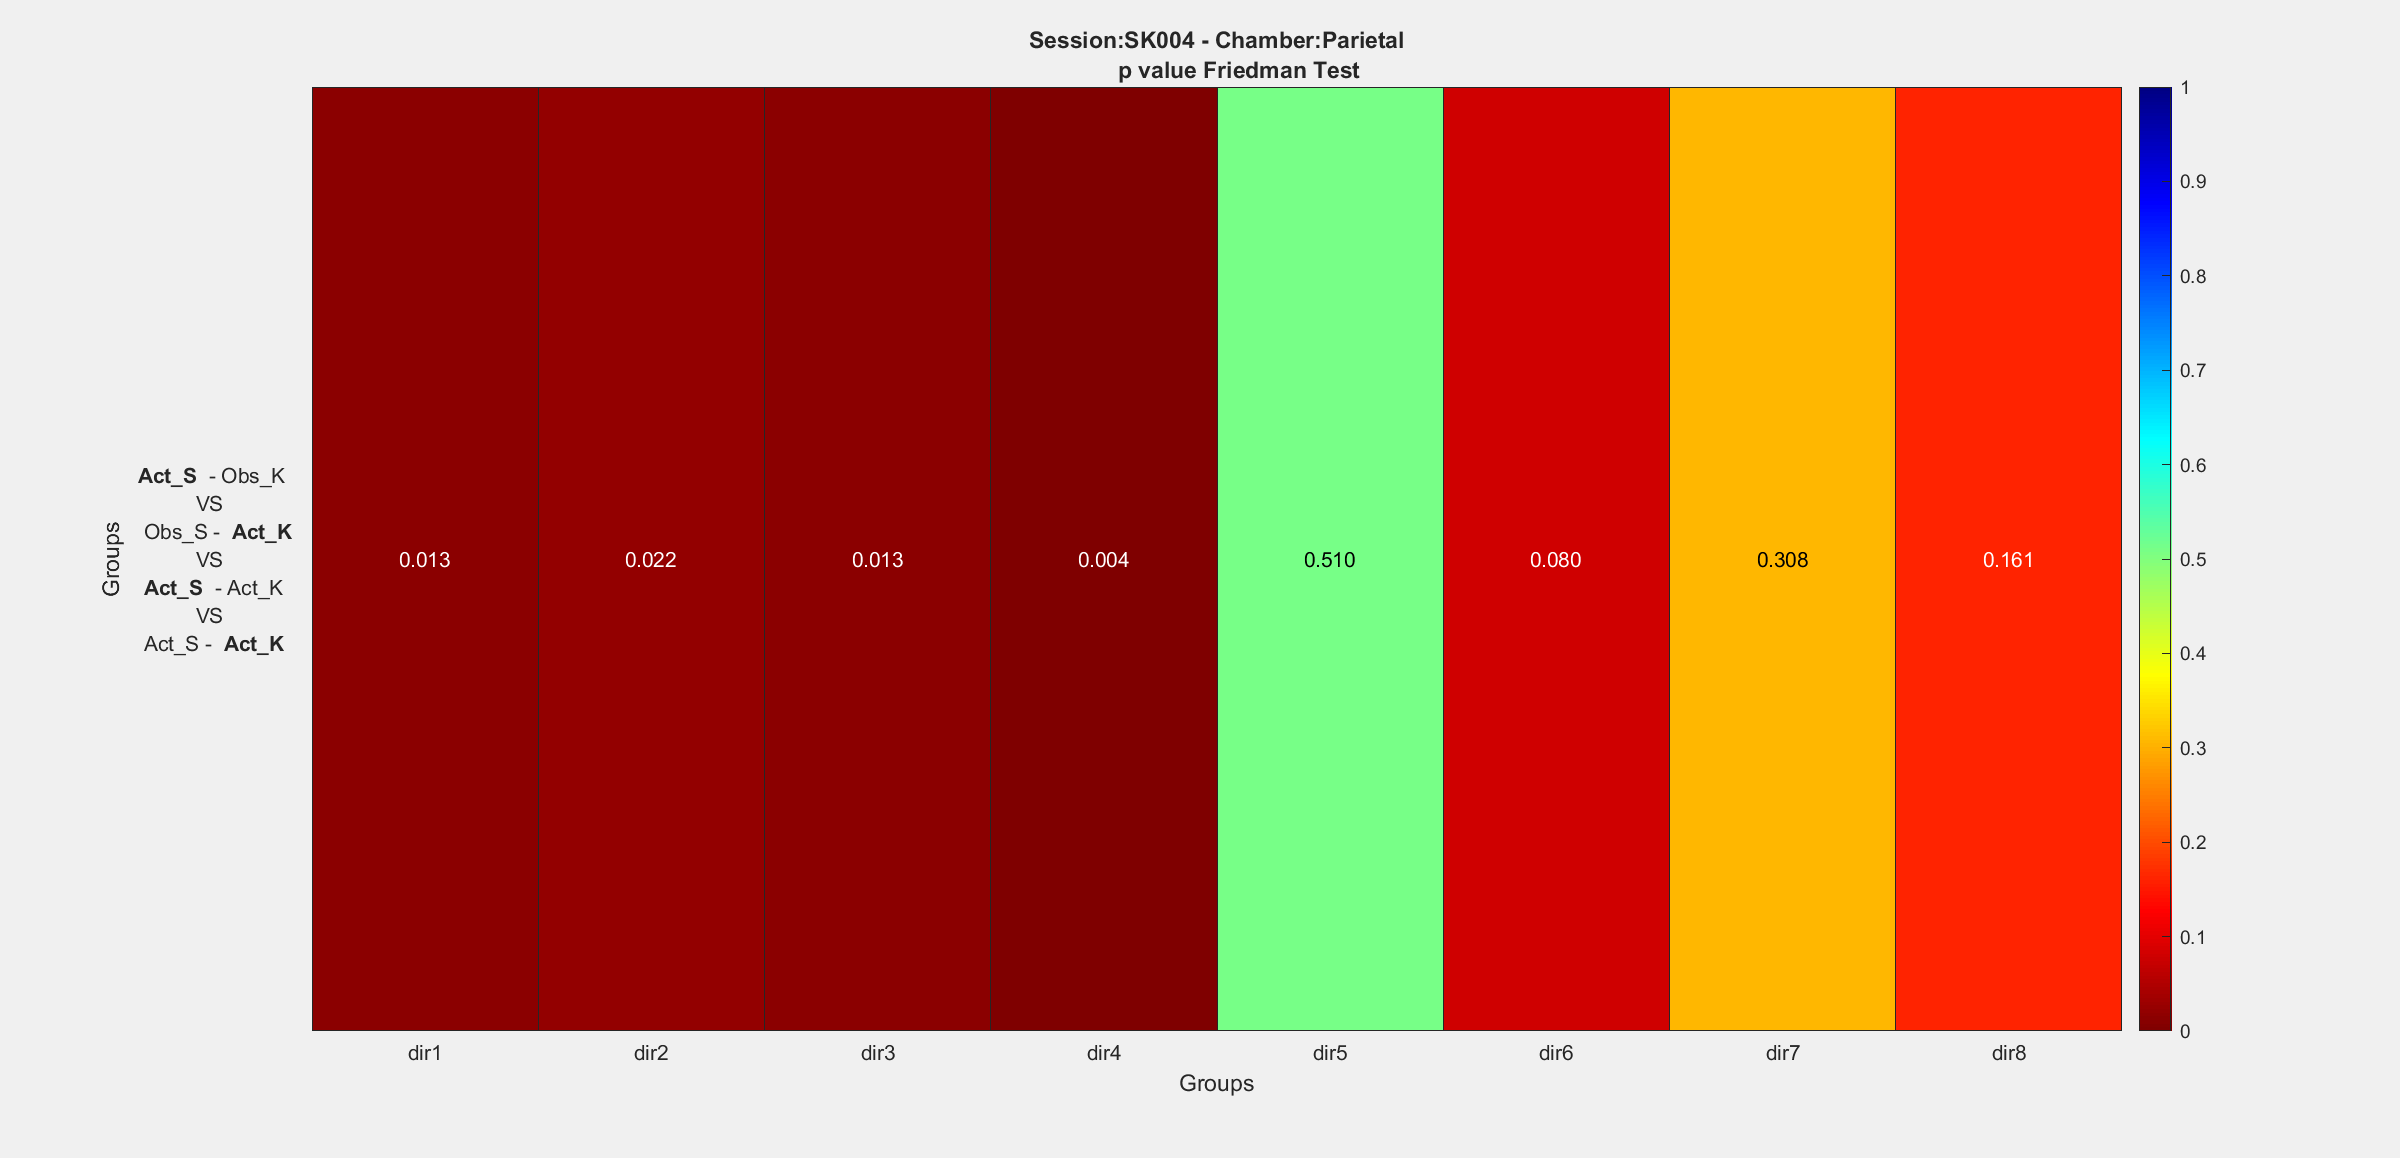 Session:SK004 - Chamber:Parietal
p value Friedman Test
Groups
Act_S - Obs_K
VS
Obs_S - Act_K
VS
Act_S - Act_K
VS
Act_S - Act_K
0.013 0.022 0.013 0.004 0.510 0.080 0.308 0.161
dir1 dir2 dir3 dir4 dir5 dir6 dir7 dir8
Groups
1
0.9
0.8
0.7
0.6
0.5
0.4
0.3
0.2
0.1
0